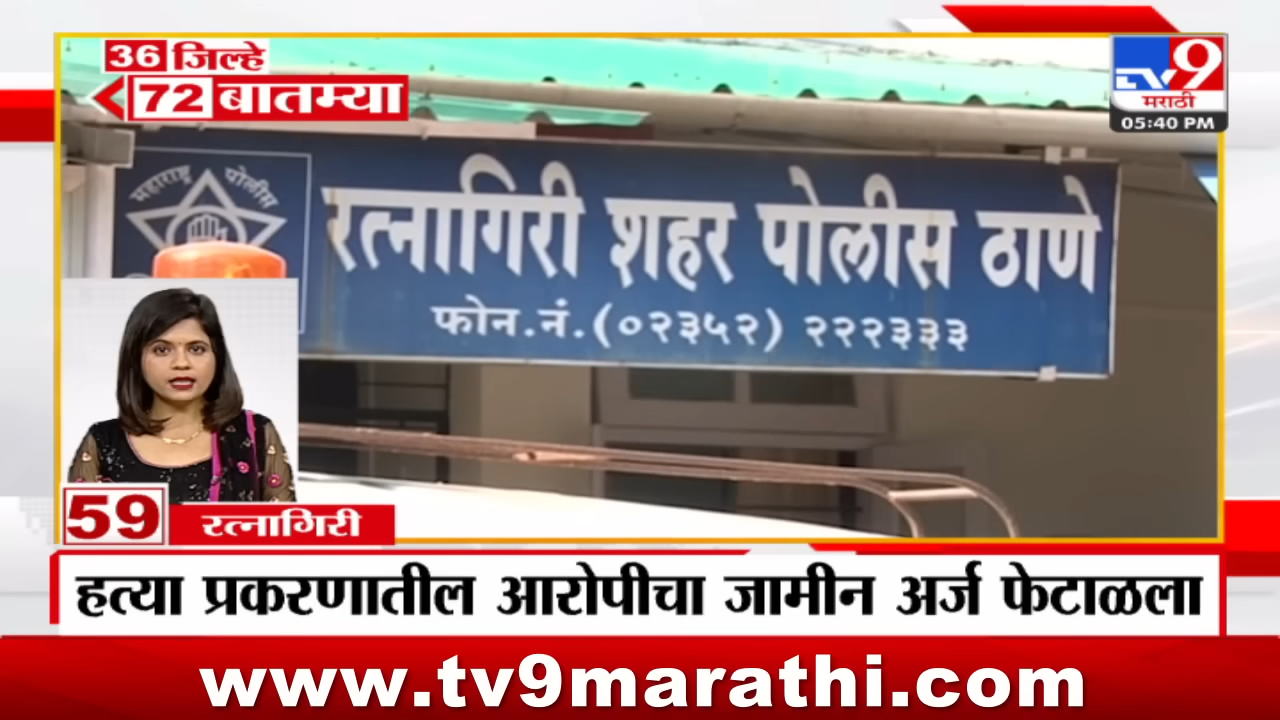 36 जिल्हे
72 बातम्या
TV9
मराठी
05:40 PM
महाराष्ट्र पोलीस
रत्नागिरी शहर पोलीस ठाणे
फोन.नं.(०२३५२) २२२३३३
59 रत्नागिरी
हत्या प्रकरणातील आरोपीचा जामीन अर्ज फेटाळला
www.tv9marathi.com